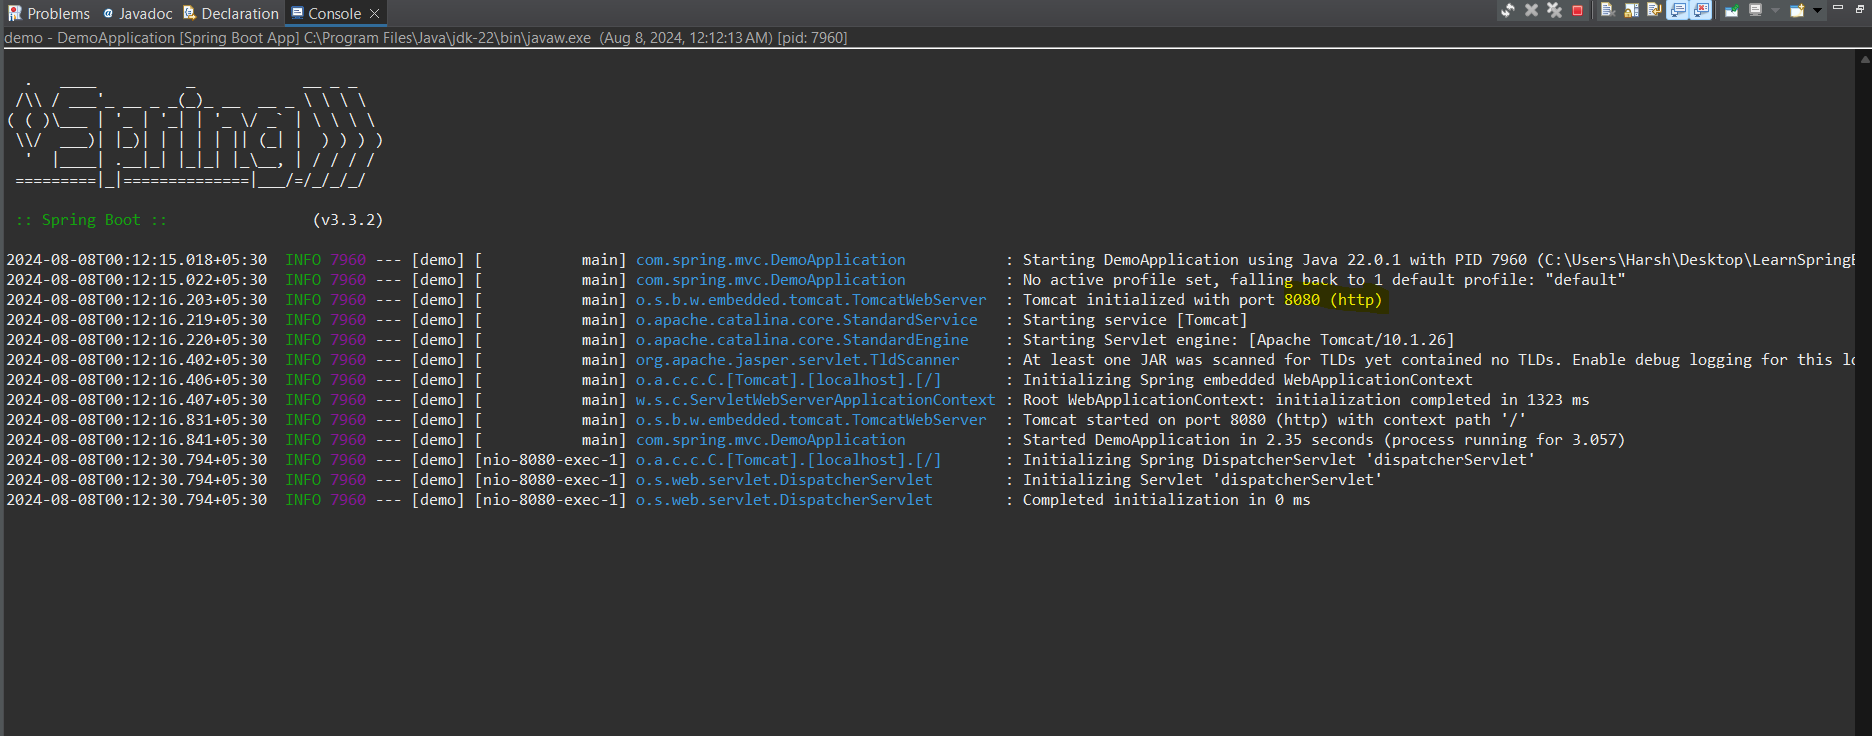 Problems @ Javadoc Declaration Console
demo - DemoApplication [Spring Boot App] C:\Program Files\Java\jdk-22\bin\javaw.exe (Aug 8, 2024, 12:12:13 AM) [pid: 7960]
  .   ____          _            __ _ _
 /\\ / ___'_ __ _ _(_)_ __  __ _ \ \ \ \
( ( )\___ | '_ | '_| | '_ \/ _` | \ \ \ \
 \\/  ___)| |_)| | | | | || (_| |  ) ) ) )
  '  |____| .__|_| |_|_| |_\__, | / / / /
 =========|_|==============|___/=/_/_/_/
 :: Spring Boot ::                (v3.3.2)
2024-08-08T00:12:15.018+05:30  INFO 7960 --- [demo] [           main] com.spring.mvc.DemoApplication           : Starting DemoApplication using Java 22.0.1 with PID 7960 (C:\Users\Harsh\Desktop\LearnSpringB
2024-08-08T00:12:15.022+05:30  INFO 7960 --- [demo] [           main] com.spring.mvc.DemoApplication           : No active profile set, falling back to 1 default profile: "default"
2024-08-08T00:12:16.203+05:30  INFO 7960 --- [demo] [           main] o.s.b.w.embedded.tomcat.TomcatWebServer  : Tomcat initialized with port 8080 (http)
2024-08-08T00:12:16.219+05:30  INFO 7960 --- [demo] [           main] o.apache.catalina.core.StandardService   : Starting service [Tomcat]
2024-08-08T00:12:16.220+05:30  INFO 7960 --- [demo] [           main] o.apache.catalina.core.StandardEngine    : Starting Servlet engine: [Apache Tomcat/10.1.26]
2024-08-08T00:12:16.402+05:30  INFO 7960 --- [demo] [           main] org.apache.jasper.servlet.TldScanner     : At least one JAR was scanned for TLDs yet contained no TLDs. Enable debug logging for this lo
2024-08-08T00:12:16.406+05:30  INFO 7960 --- [demo] [           main] o.a.c.c.C.[Tomcat].[localhost].[/]       : Initializing Spring embedded WebApplicationContext
2024-08-08T00:12:16.407+05:30  INFO 7960 --- [demo] [           main] w.s.c.ServletWebServerApplicationContext : Root WebApplicationContext: initialization completed in 1323 ms
2024-08-08T00:12:16.831+05:30  INFO 7960 --- [demo] [           main] o.s.b.w.embedded.tomcat.TomcatWebServer  : Tomcat started on port 8080 (http) with context path '/'
2024-08-08T00:12:16.841+05:30  INFO 7960 --- [demo] [           main] com.spring.mvc.DemoApplication           : Started DemoApplication in 2.35 seconds (process running for 3.057)
2024-08-08T00:12:30.794+05:30  INFO 7960 --- [demo] [nio-8080-exec-1] o.a.c.c.C.[Tomcat].[localhost].[/]       : Initializing Spring DispatcherServlet 'dispatcherServlet'
2024-08-08T00:12:30.794+05:30  INFO 7960 --- [demo] [nio-8080-exec-1] o.s.web.servlet.DispatcherServlet        : Initializing Servlet 'dispatcherServlet'
2024-08-08T00:12:30.794+05:30  INFO 7960 --- [demo] [nio-8080-exec-1] o.s.web.servlet.DispatcherServlet        : Completed initialization in 0 ms